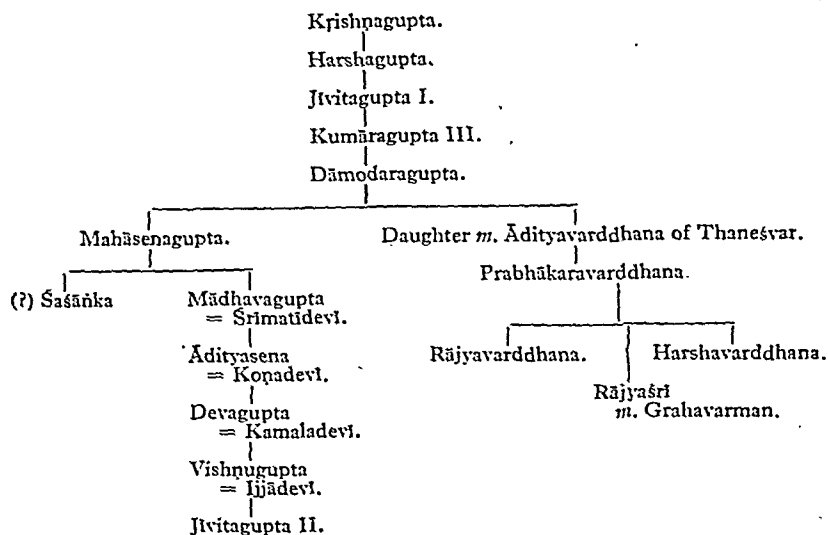 Kṛishṇagupta.
Harshagupta.
Jīvitagupta I.
Kumāragupta III.
Dāmodaragupta.
Mahāsenagupta.
Daughter m. Ādityavarddhana of Thaneśvar.
Prabhākaravarddhana.
(?) Śaśāṅka
Mādhavagupta
= Śrīmatīdevī.
Rājyavarddhana.
Harshavarddhana.
Ādityasena
= Koṇadevī.
Rājyaśrī
m. Grahavarman.
Devagupta
= Kamaladevī.
Vishṇugupta
= Ijjādevī.
Jīvitagupta II.